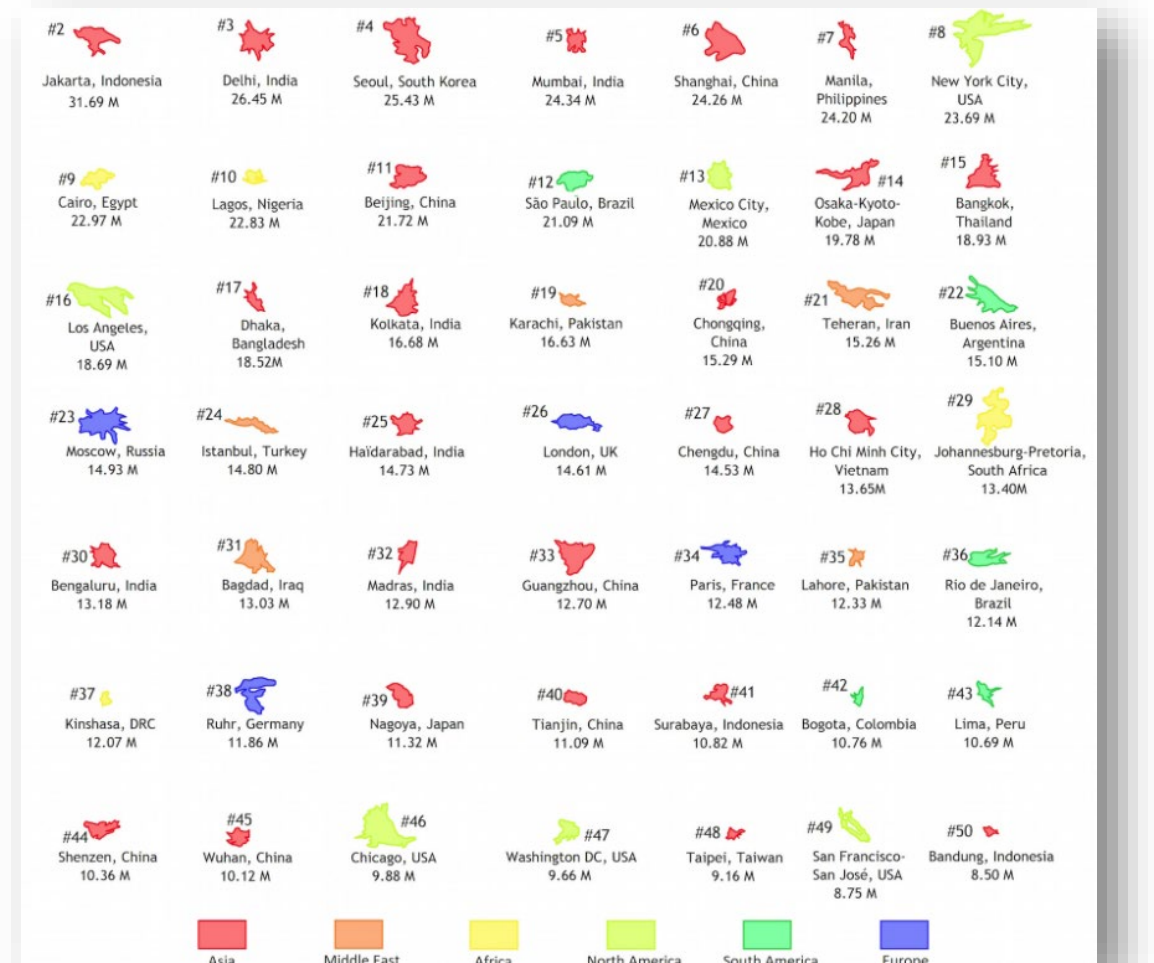 #2
Jakarta, Indonesia
31.69 M
#3
Delhi, India
26.45 M
#4
Seoul, South Korea
25.43 M
#5
Mumbai, India
24.34 M
#6
Shanghai, China
24.26 M
#7
Manila,
Philippines
24.20 M
#8
New York City,
USA
23.69 M
#9
Cairo, Egypt
22.97 M
#10
Lagos, Nigeria
22.83 M
#11
Beijing, China
21.72 M
#12
São Paulo, Brazil
21.09 M
#13
Mexico City,
Mexico
20.88 M
#14
Osaka-Kyoto-
Kobe, Japan
19.78 M
#15
Bangkok,
Thailand
18.93 M
#16
Los Angeles,
USA
18.69 M
#17
Dhaka,
Bangladesh
18.52M
#18
Kolkata, India
16.68 M
#19
Karachi, Pakistan
16.63 M
#20
Chongqing,
China
15.29 M
#21
Teheran, Iran
15.26 M
#22
Buenos Aires,
Argentina
15.10 M
#23
Moscow, Russia
14.93 M
#24
Istanbul, Turkey
14.80 M
#25
Haïdarabad, India
14.73 M
#26
London, UK
14.61 M
#27
Chengdu, China
14.53 M
#28
Ho Chi Minh City,
Vietnam
13.65M
#29
Johannesburg-Pretoria,
South Africa
13.40M
#30
Bengaluru, India
13.18 M
#31
Bagdad, Iraq
13.03 M
#32
Madras, India
12.90 M
#33
Guangzhou, China
12.70 M
#34
Paris, France
12.48 M
#35
Lahore, Pakistan
12.33 M
#36
Rio de Janeiro,
Brazil
12.14 M
#37
Kinshasa, DRC
12.07 M
#38
Ruhr, Germany
11.86 M
#39
Nagoya, Japan
11.32 M
#40
Tianjin, China
11.09 M
#41
Surabaya, Indonesia
10.82 M
#42
Bogota, Colombia
10.76 M
#43
Lima, Peru
10.69 M
#44
Shenzen, China
10.36 M
#45
Wuhan, China
10.12 M
#46
Chicago, USA
9.88 M
#47
Washington DC, USA
9.66 M
#48
Taipei, Taiwan
9.16 M
#49
San Francisco-
San José, USA
8.75 M
#50
Bandung, Indonesia
8.50 M
Asia
Middle East
Africa
North America
South America
Europe